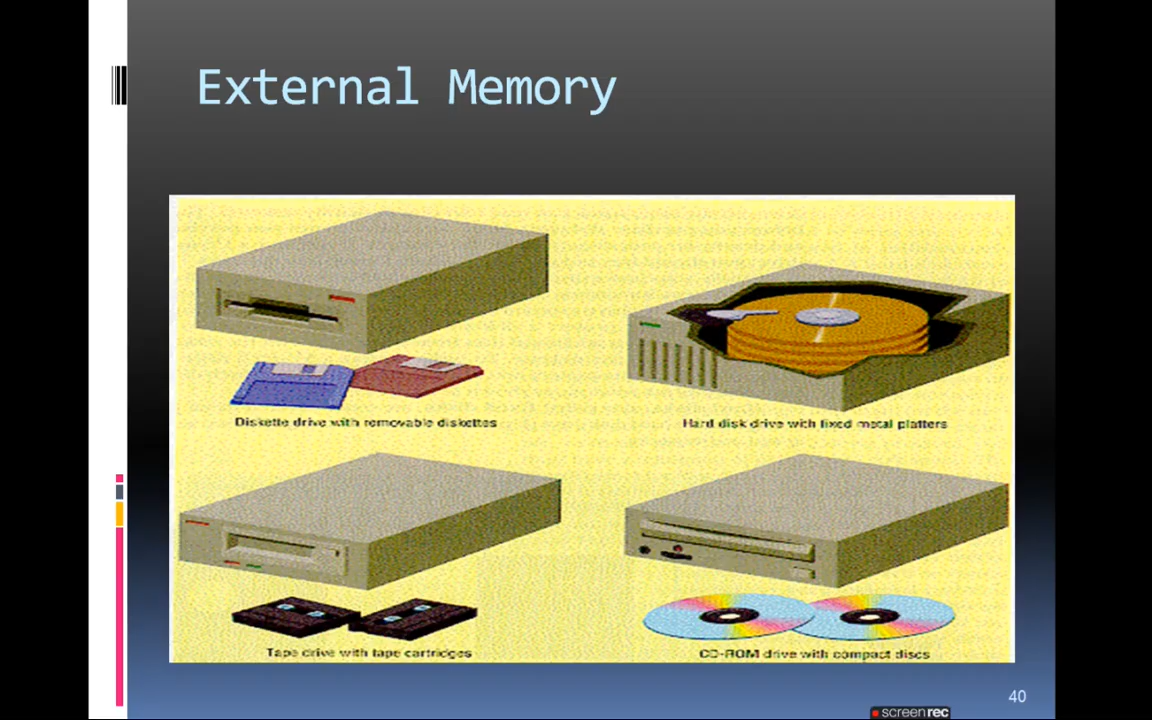 External Memory
Diskette drive with removable diskettes
Hard disk drive with fixed metal platters
Tape drive with tape cartridges
CD-ROM drive with compact discs
40
screenrec